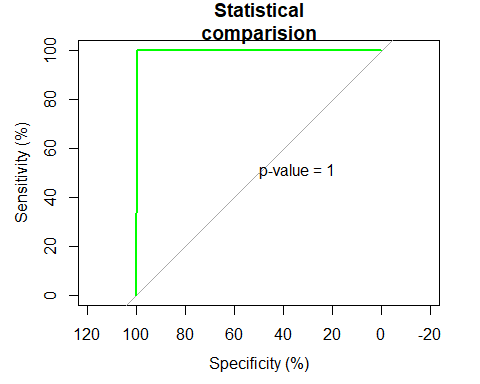 Statistical
comparision
Sensitivity (%)
100
80
60
40
20
0
p-value = 1
120 100 80 60 40 20 0 -20
Specificity (%)